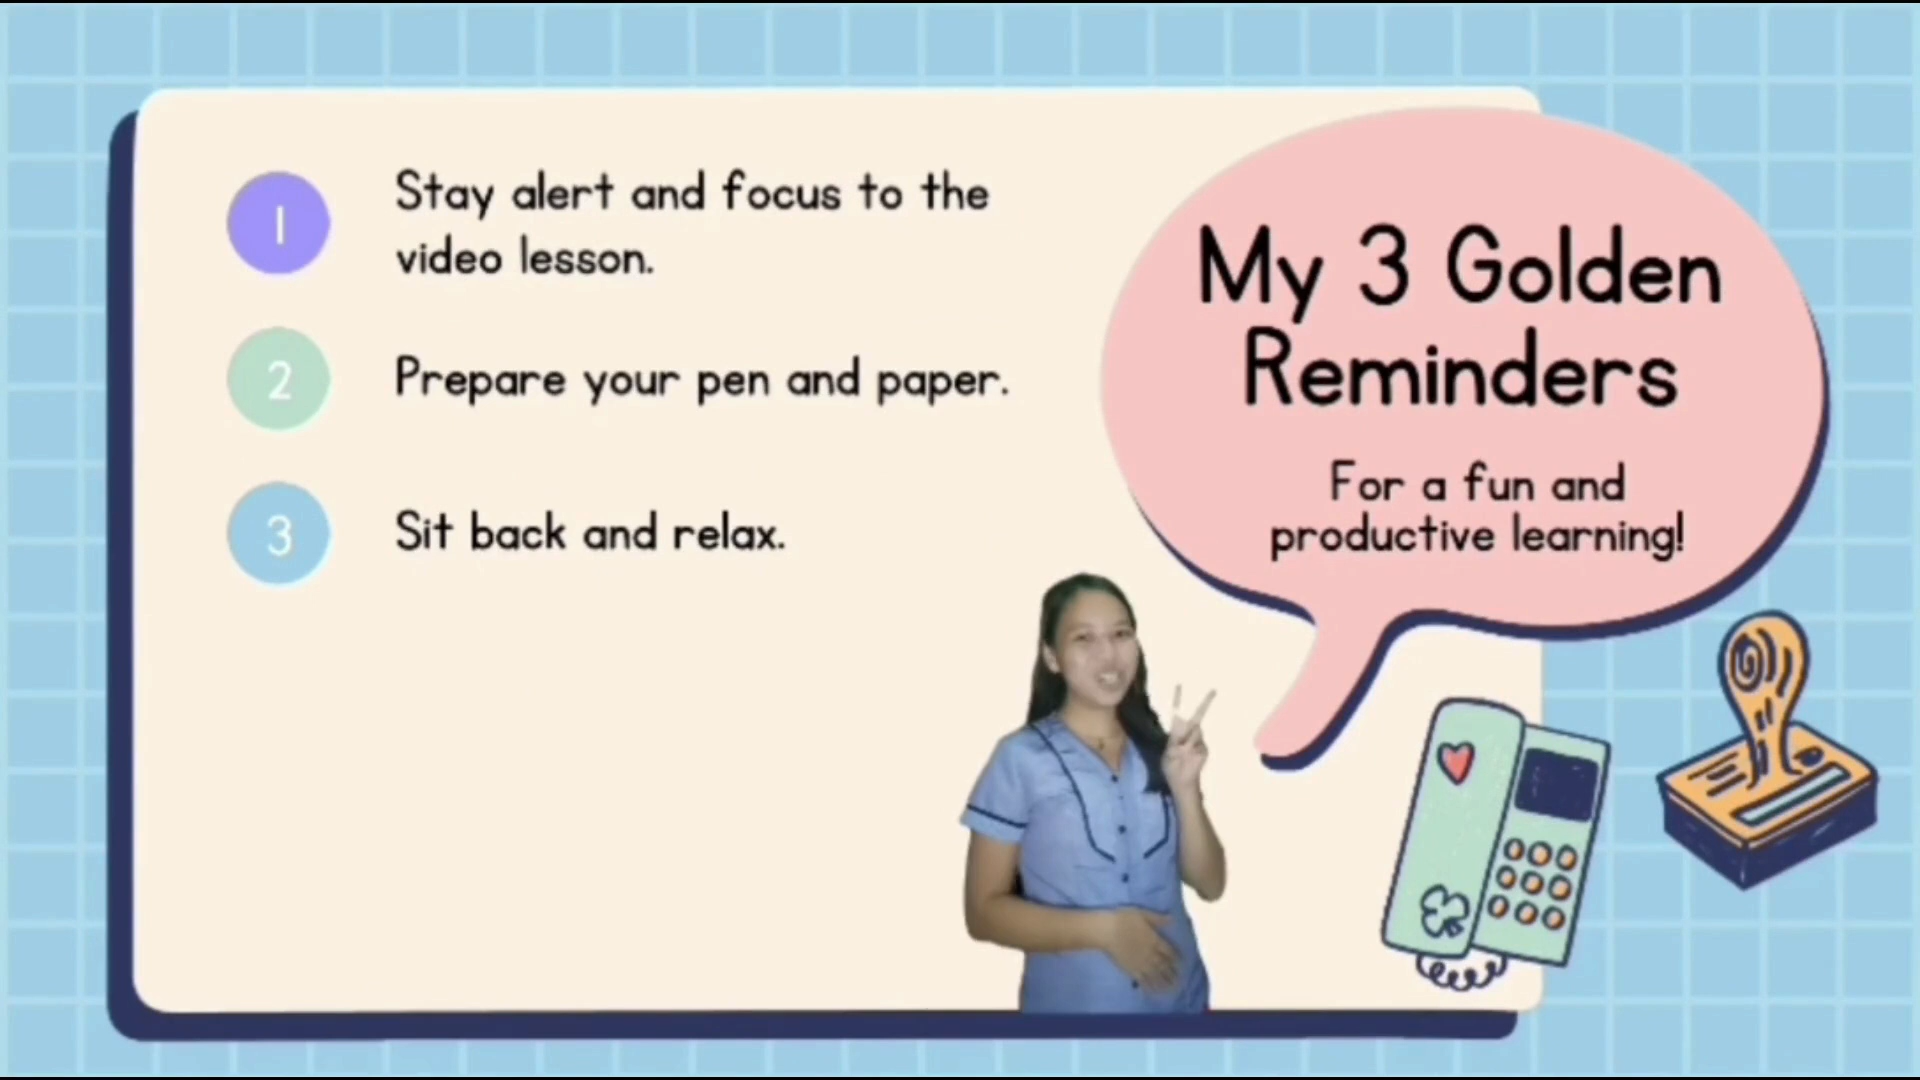 My 3 Golden
Reminders
For a fun and
productive learning!
1
Stay alert and focus to the
video lesson.
2
Prepare your pen and paper.
3
Sit back and relax.